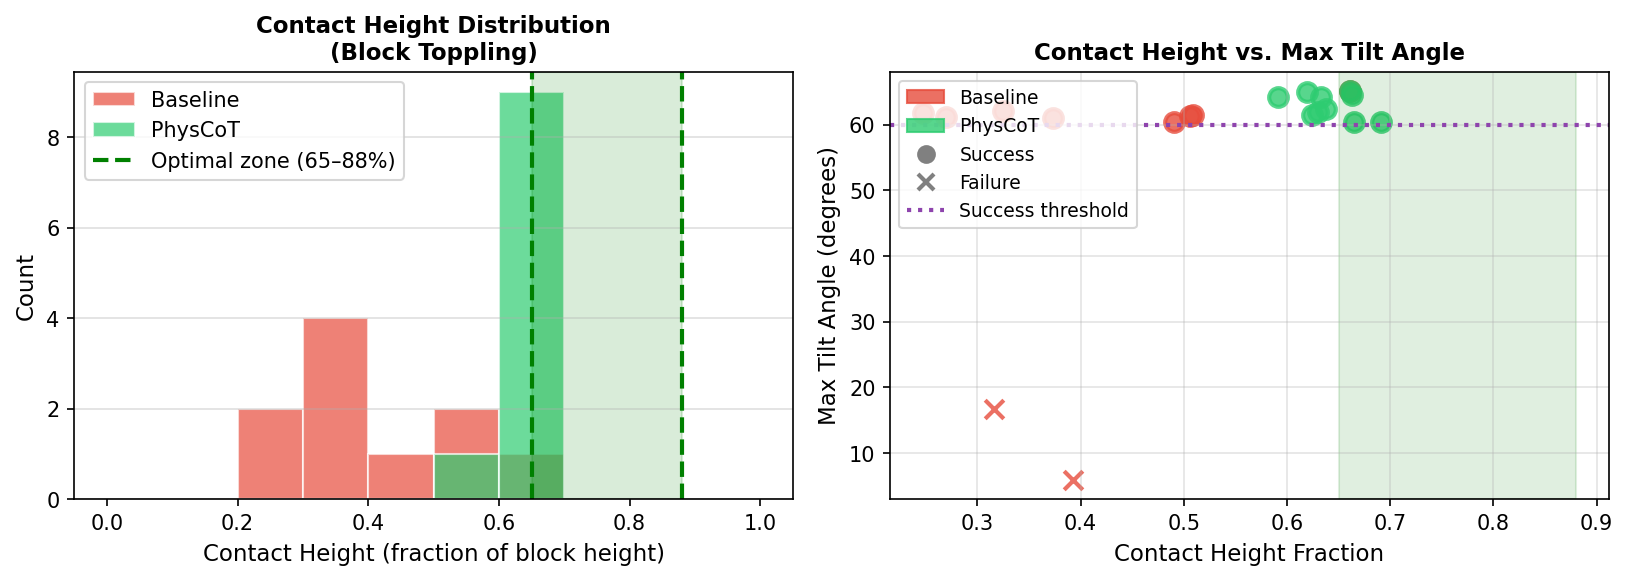 Contact Height Distribution
(Block Toppling)
Baseline
PhysCoT
Optimal zone (65–88%)
Count
8
6
4
2
0
0.0 0.2 0.4 0.6 0.8 1.0
Contact Height (fraction of block height)
Contact Height vs. Max Tilt Angle
Baseline
PhysCoT
Success
Failure
Success threshold
Max Tilt Angle (degrees)
60
50
40
30
20
10
0.3 0.4 0.5 0.6 0.7 0.8 0.9
Contact Height Fraction